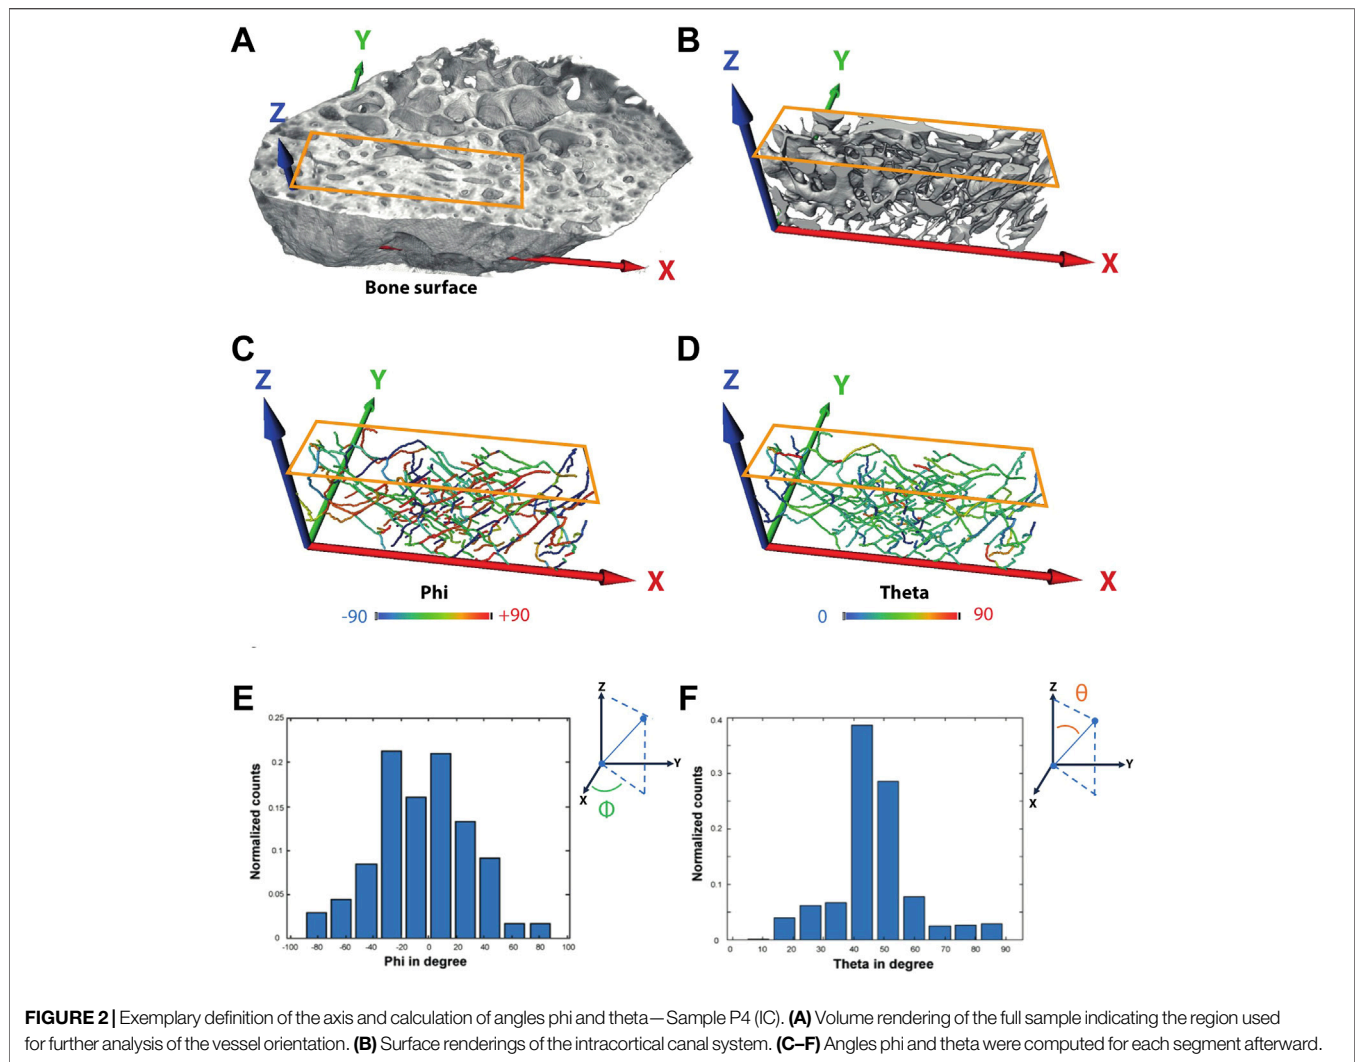 A
Y
Z
X
Bone surface
B
Z
Y
X
C
Z
Y
X
Phi
-90 +90
D
Z
Y
X
Theta
0 90
E
0.25
0.2
0.15
0.1
0.05
0
-100 -80 -60 -40 -20 0 20 40 60 80 100
Normalized counts
Phi in degree
Z
Y
X
Φ
F
0.4
0.3
0.2
0.1
0
0 10 20 30 40 50 60 70 80 90
Normalized counts
Theta in degree
Z
θ
Y
X
FIGURE 2 | Exemplary definition of the axis and calculation of angles phi and theta—Sample P4 (IC). (A) Volume rendering of the full sample indicating the region used
for further analysis of the vessel orientation. (B) Surface renderings of the intracortical canal system. (C–F) Angles phi and theta were computed for each segment afterward.